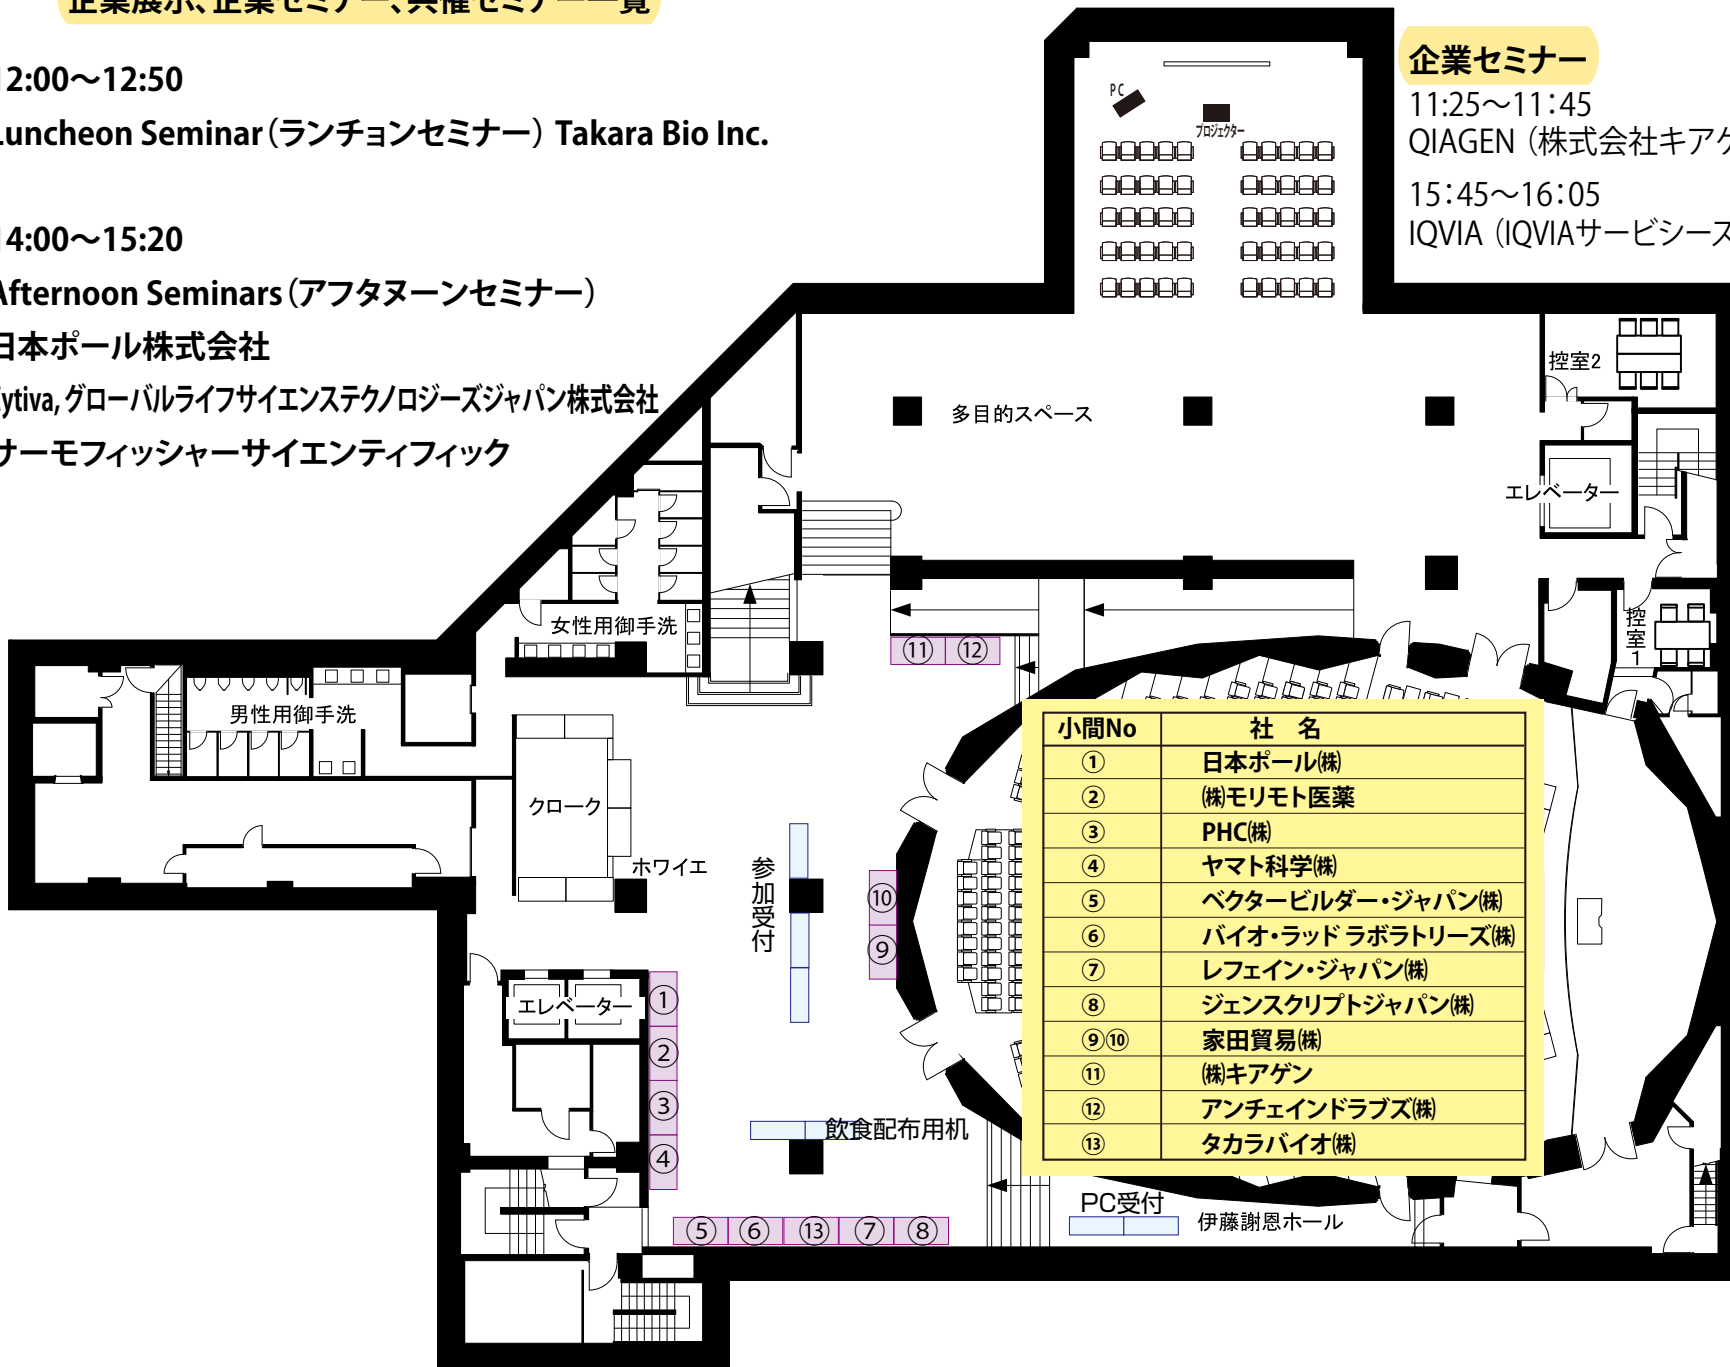 企業展示、企業セミナー、共催セミナー一覧
12:00〜12:50
Luncheon Seminar（ランチョンセミナー） Takara Bio Inc.
14:00〜15:20
Afternoon Seminars（アフタヌーンセミナー）
日本ポール株式会社
Cytiva, グローバルライフサイエンステクノロジーズジャパン株式会社
サーモフィッシャーサイエンティフィック
企業セミナー
11:25〜11：45
QIAGEN（株式会社キアゲ
15：45〜16：05
IQVIA（IQVIAサービシーズ
PC
プロジェクター
控室2
多目的スペース
エレベーター
女性用御手洗
控室1
⑪ ⑫
男性用御手洗
クローク
ホワイエ
参加受付
⑩
⑨
エレベーター
①
②
③
④
飲食配布用机
⑤ ⑥ ⑬ ⑦ ⑧
PC受付
伊藤謝恩ホール
小間No 社 名
① 日本ポール㈱
② ㈱モリモト医薬
③ PHC㈱
④ ヤマト科学㈱
⑤ ベクタービルダー・ジャパン㈱
⑥ バイオ・ラッド ラボラトリーズ㈱
⑦ レフェイン・ジャパン㈱
⑧ ジェンスクリプトジャパン㈱
⑨⑩ 家田貿易㈱
⑪ ㈱キアゲン
⑫ アンチェインドラブズ㈱
⑬ タカラバイオ㈱